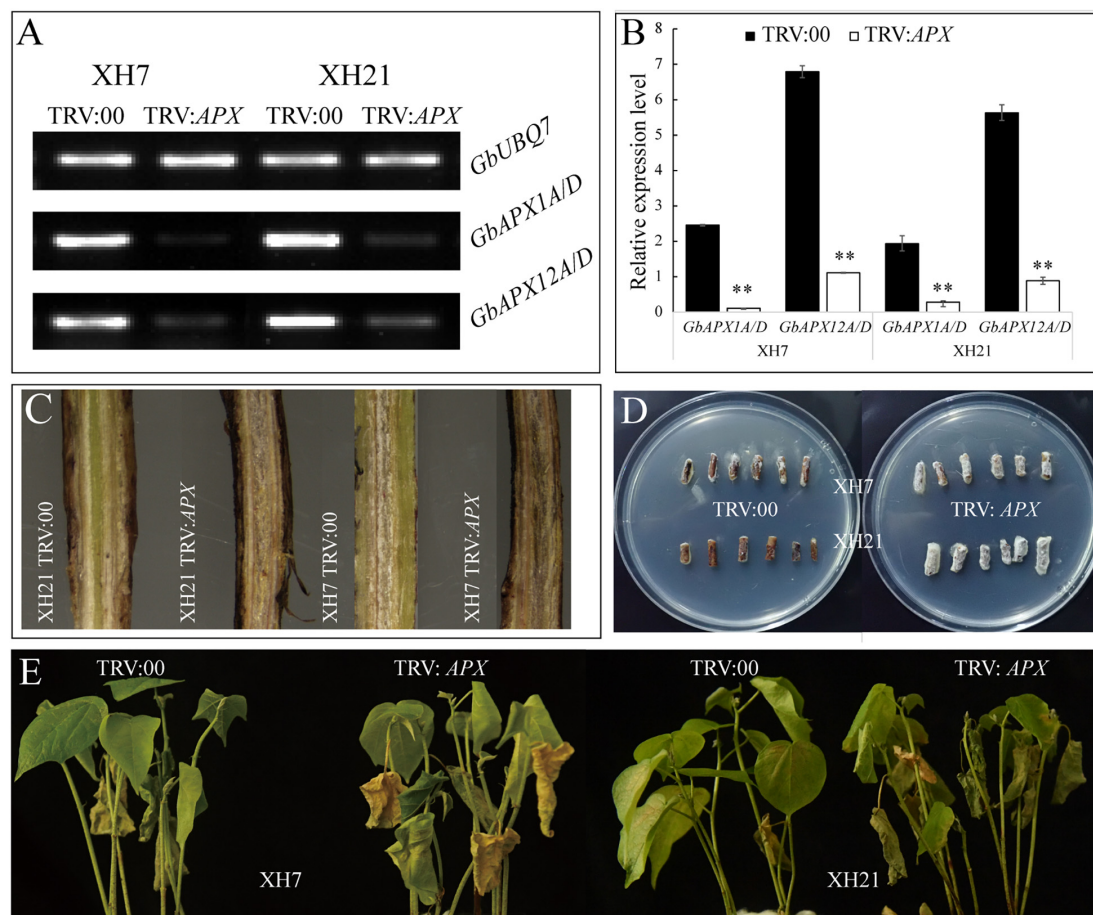 A
XH7 XH21
TRV:00 TRV:APX TRV:00 TRV:APX
GbUBQ7
GbAPX1A/D
GbAPX12A/D
B
TRV:00 TRV:APX
Relative expression level
8
7
6
5
4
3
2
1
0
** ** ** **
GbAPX1A/D GbAPX12A/D GbAPX1A/D GbAPX12A/D
XH7 XH21
C
XH21 TRV:00
XH21 TRV:APX
XH7 TRV:00
XH7 TRV:APX
D
XH7
TRV:00 TRV: APX
XH21
E
TRV:00 TRV: APX TRV:00 TRV: APX
XH7 XH21